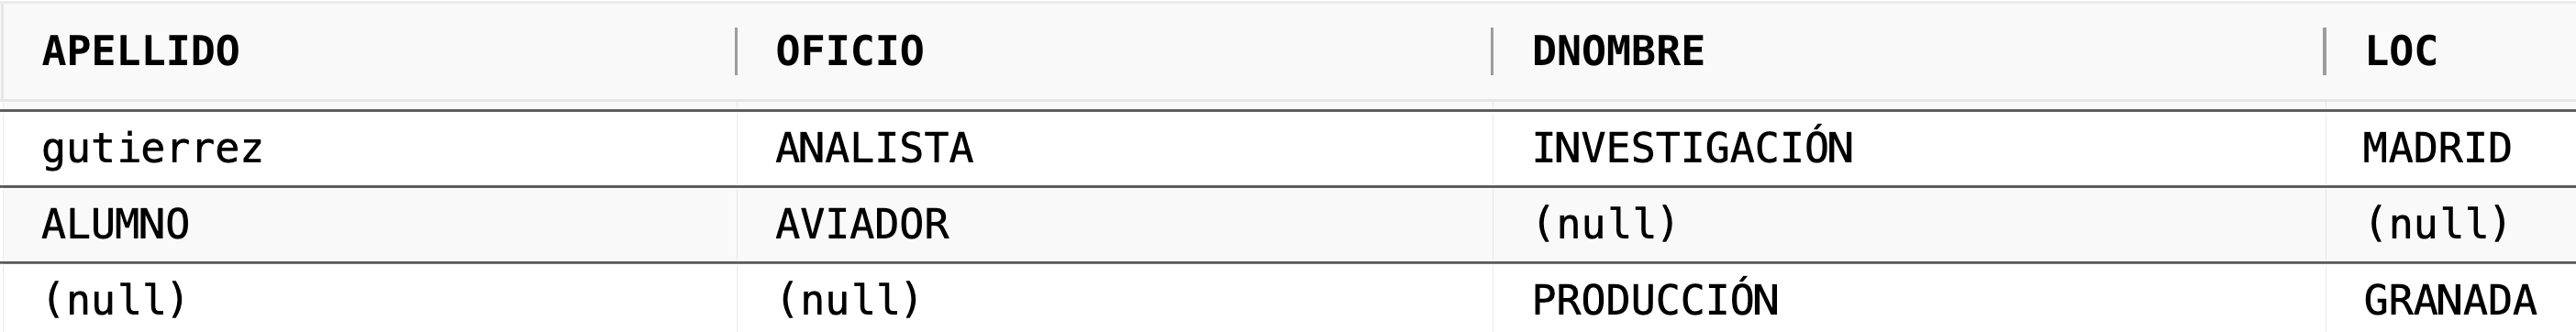 APELLIDO OFICIO DNOMBRE LOC
gutierrez ANALISTA INVESTIGACIÓN MADRID
ALUMNO AVIADOR (null) (null)
(null) (null) PRODUCCIÓN GRANADA